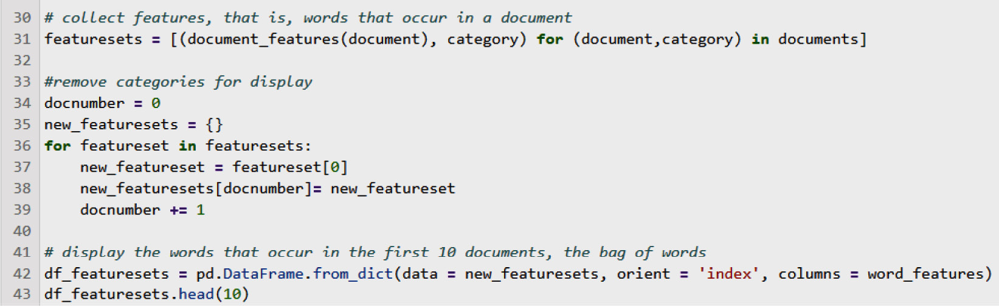 30 # collect features, that is, words that occur in a document
31 featuresets = [(document_features(document), category) for (document,category) in documents]
32
33 #remove categories for display
34 docnumber = 0
35 new_featuresets = {}
36 for featureset in featuresets:
37     new_featureset = featureset[0]
38     new_featuresets[docnumber]= new_featureset
39     docnumber += 1
40
41 # display the words that occur in the first 10 documents, the bag of words
42 df_featuresets = pd.DataFrame.from_dict(data = new_featuresets, orient = 'index', columns = word_features)
43 df_featuresets.head(10)